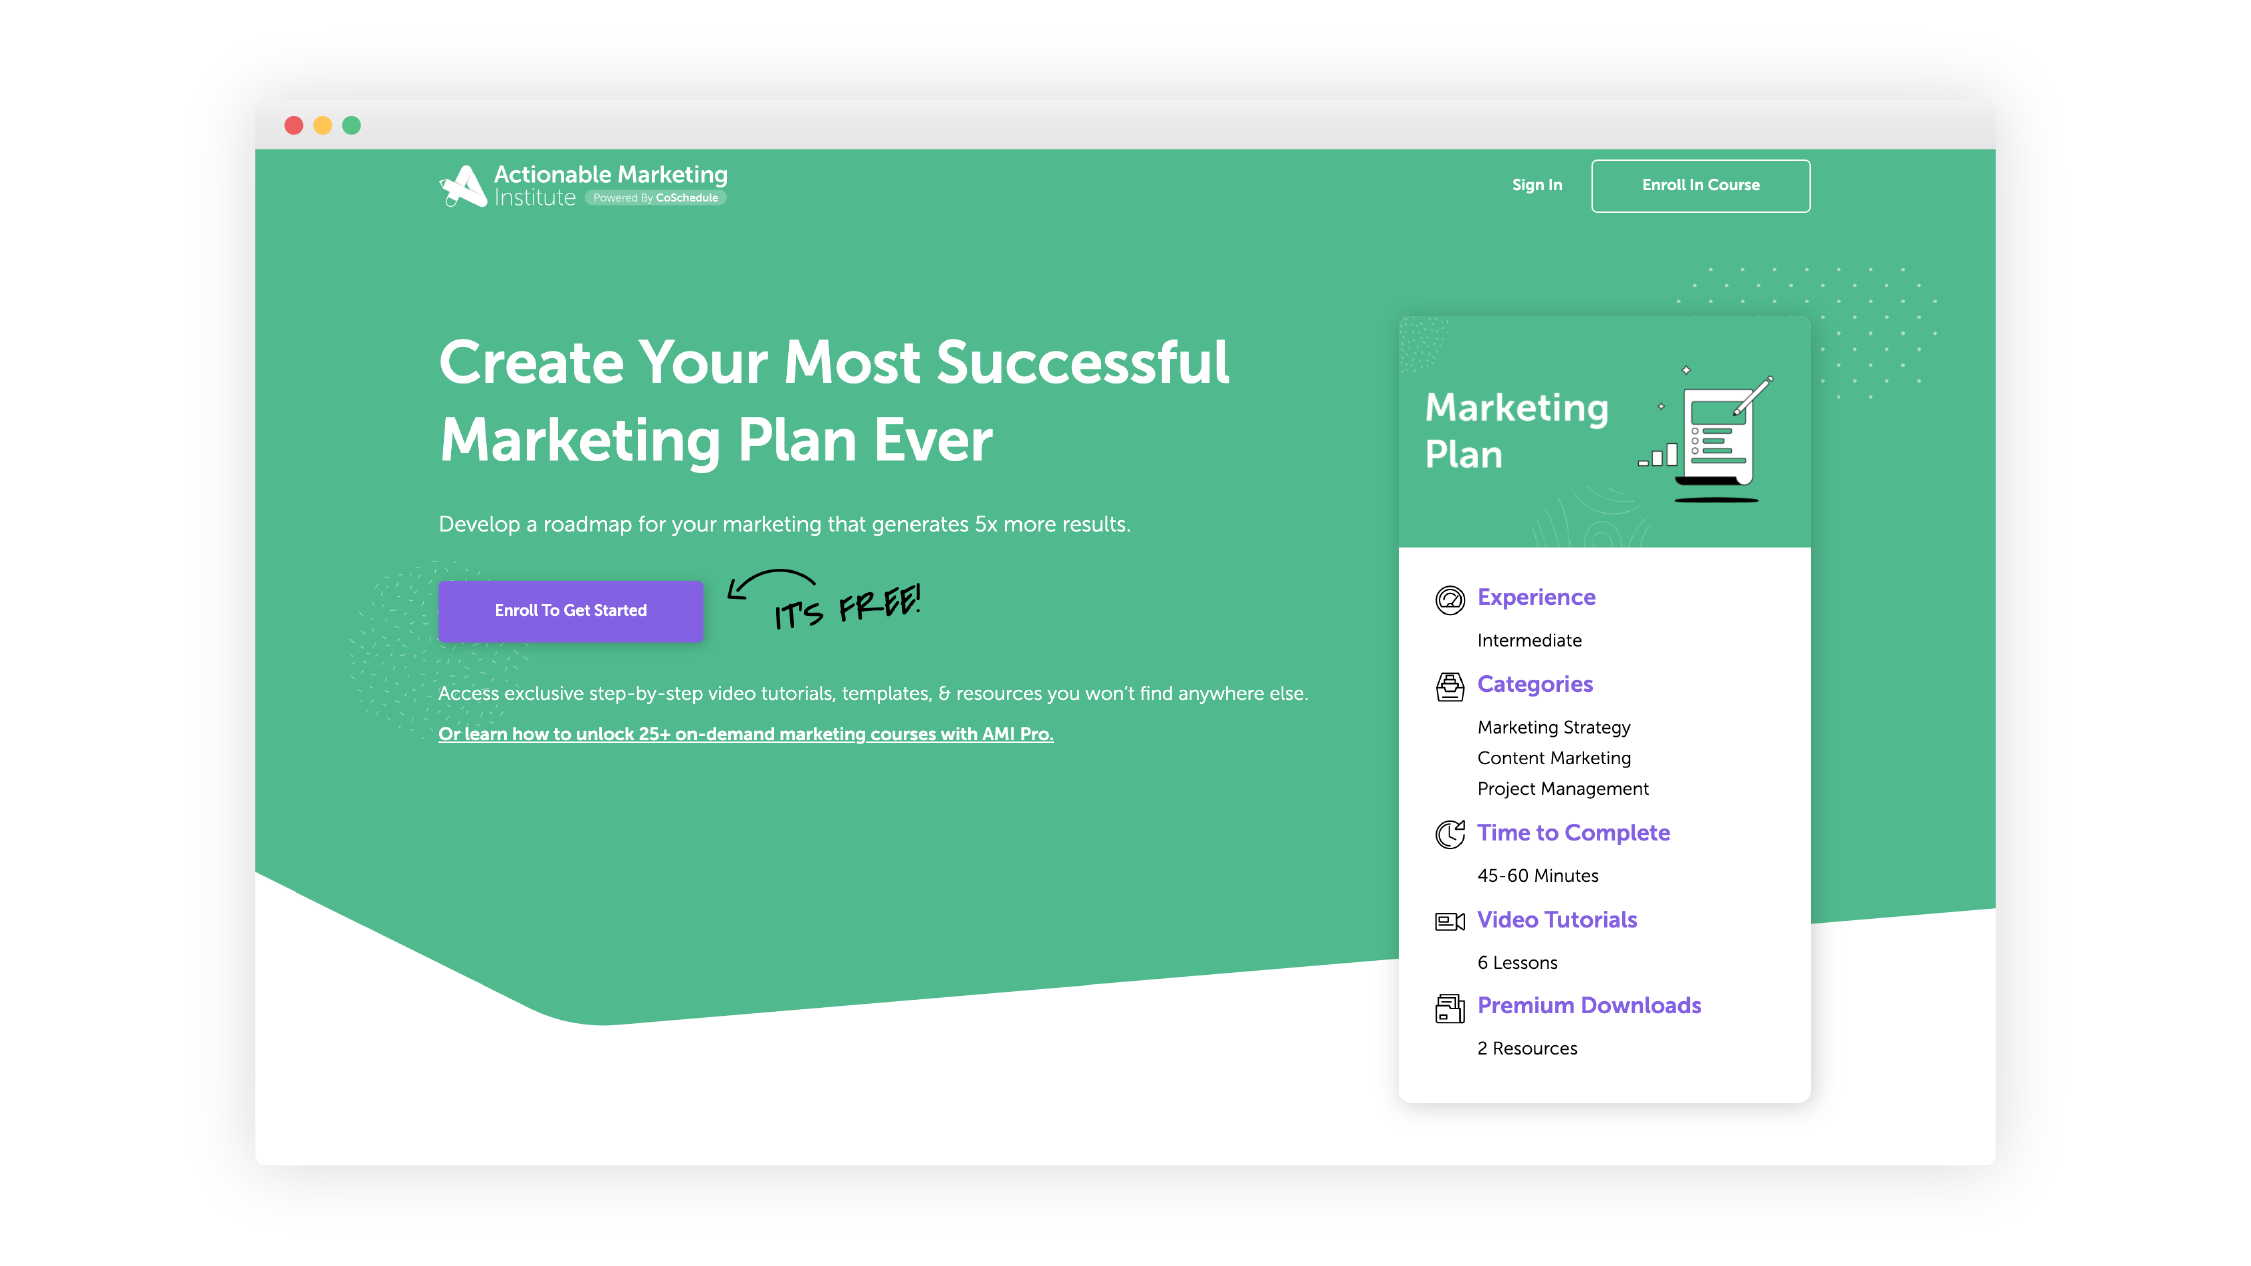 Actionable Marketing
Institute Powered By CoSchedule
Sign In
Enroll In Course
Create Your Most Successful
Marketing Plan Ever
Develop a roadmap for your marketing that generates 5x more results.
Enroll To Get Started
IT'S FREE!
Access exclusive step-by-step video tutorials, templates, & resources you won't find anywhere else.
Or learn how to unlock 25+ on-demand marketing courses with AMI Pro.
Marketing
Plan
Experience
Intermediate
Categories
Marketing Strategy
Content Marketing
Project Management
Time to Complete
45-60 Minutes
Video Tutorials
6 Lessons
Premium Downloads
2 Resources